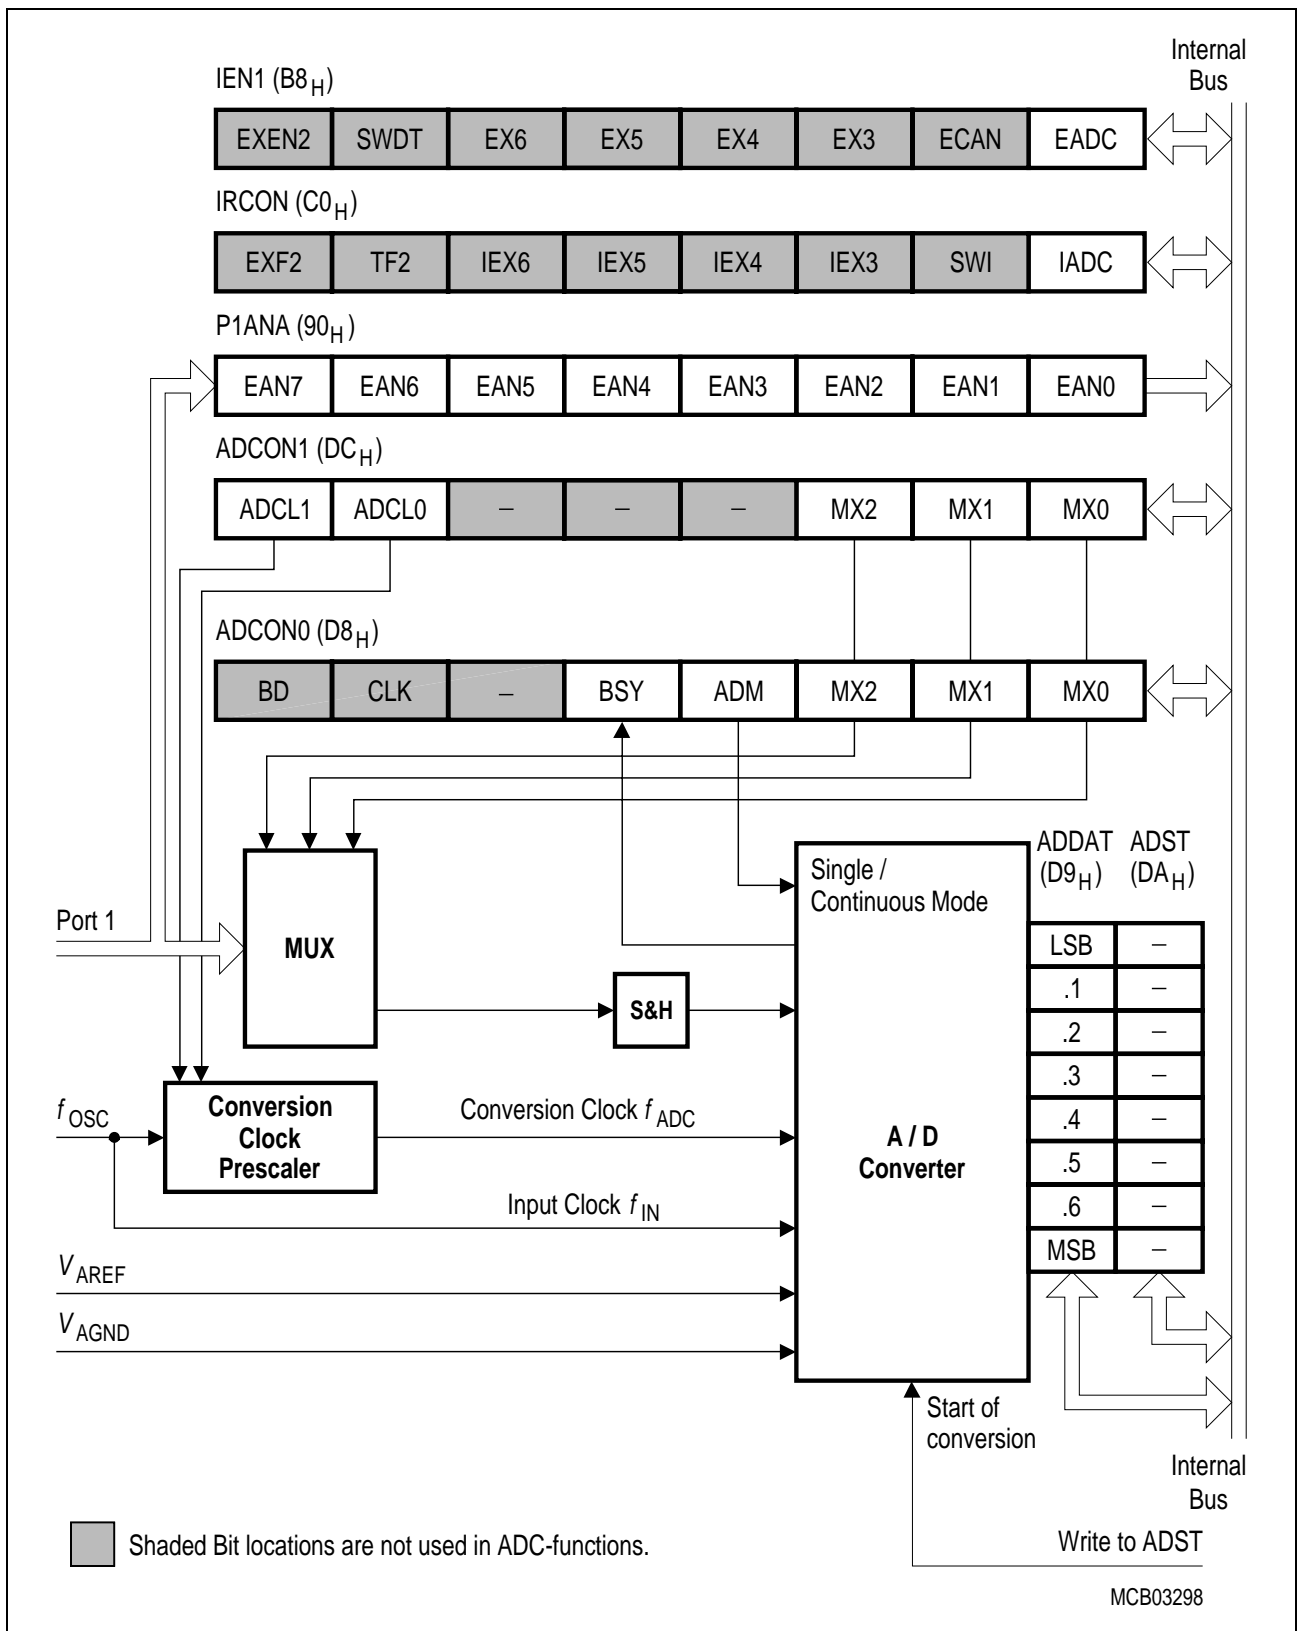 Internal
Bus
IEN1 (B8H)
EXEN2 SWDT EX6 EX5 EX4 EX3 ECAN EADC
IRCON (C0H)
EXF2 TF2 IEX6 IEX5 IEX4 IEX3 SWI IADC
P1ANA (90H)
EAN7 EAN6 EAN5 EAN4 EAN3 EAN2 EAN1 EAN0
ADCON1 (DCH)
ADCL1 ADCL0 – – – MX2 MX1 MX0
ADCON0 (D8H)
BD CLK – BSY ADM MX2 MX1 MX0
ADDAT ADST
(D9H) (DAH)
Single /
Continuous Mode
Port 1
MUX
S&H
LSB –
.1 –
.2 –
.3 –
.4 –
.5 –
.6 –
MSB –
fOSC
Conversion
Clock
Prescaler
Conversion Clock fADC
A / D
Converter
Input Clock fIN
VAREF
VAGND
Start of
conversion
Internal
Bus
Write to ADST
Shaded Bit locations are not used in ADC-functions.
MCB03298